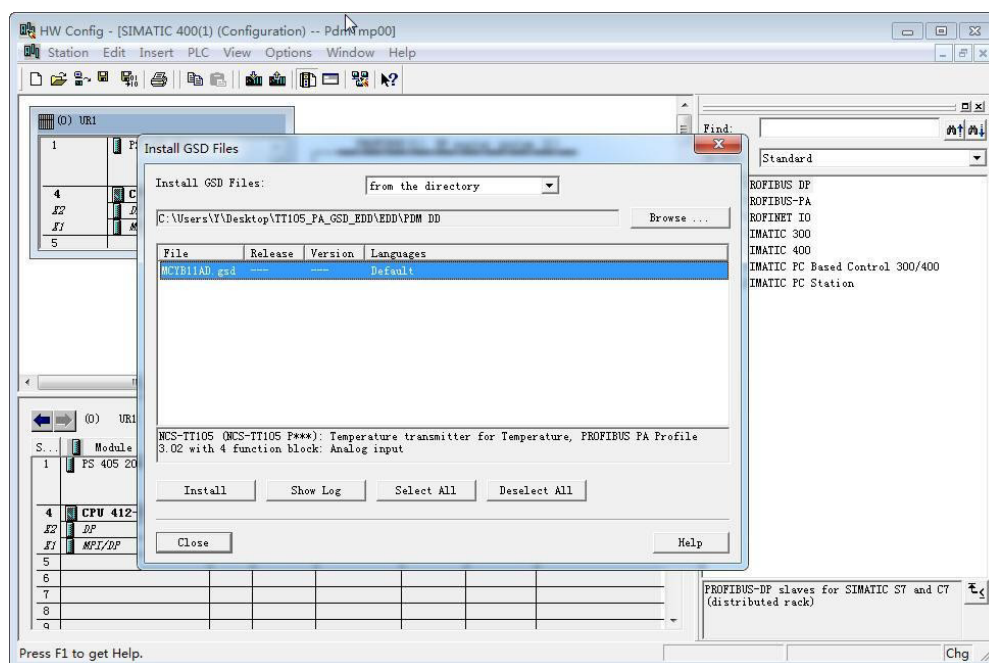 HW Config - [SIMATIC 400(1) (Configuration) --
Station Edit Insert PLC View Options Window Help
(0) UR1
1
4
X2
X1
5
Find:
Standard
ROFIBUS DP
ROFIBUS-PA
ROFINET IO
IMATIC 300
IMATIC 400
IMATIC PC Based Control 300/400
IMATIC PC Station
Install GSD Files
Install GSD Files: from the directory
C:\Users\Y\Desktop\TT105_PA_GSD_EDD\EDD\PDM DD Browse ...
File Release Version Languages
MCYB11AD.gsd --- --- Default
NCS-TT105 (NCS-TT105 P***): Temperature transmitter for Temperature, PROFIBUS PA Profile
3.02 with 4 function block: Analog input
Install Show Log Select All Deselect All
Close Help
(0) UR1
S... Module
1 PS 405 20
4 CPU 412-
X2 DP
X1 MPI/DP
5
6
7
8
9
PROFIBUS-DP slaves for SIMATIC S7 and C7
(distributed rack)
Press F1 to get Help. Chg